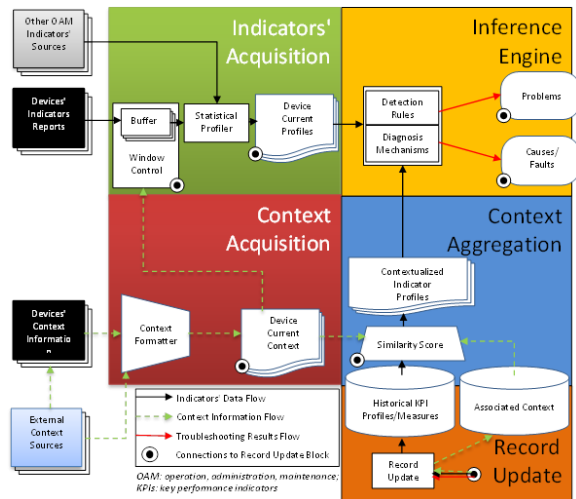 Other OAM
Indicators'
Sources
Indicators'
Acquisition
Inference
Engine
Devices'
Indicators
Reports
Buffer
Window
Control
Statistical
Profiler
Device
Current
Profiles
Detection
Rules
Diagnosis
Mechanisms
Problems
Causes/
Faults
Context
Acquisition
Context
Aggregation
Contextualized
Indicator
Profiles
Devices'
Context
Informatio
n
Context
Formatter
Device
Current
Context
Similarity Score
External
Context
Sources
Indicators' Data Flow
Context Information Flow
Troubleshooting Results Flow
Connections to Record Update Block
OAM: operation, administration, maintenance;
KPIs: key performance indicators
Historical KPI
Profiles/Measures
Associated Context
Record
Update
Record
Update